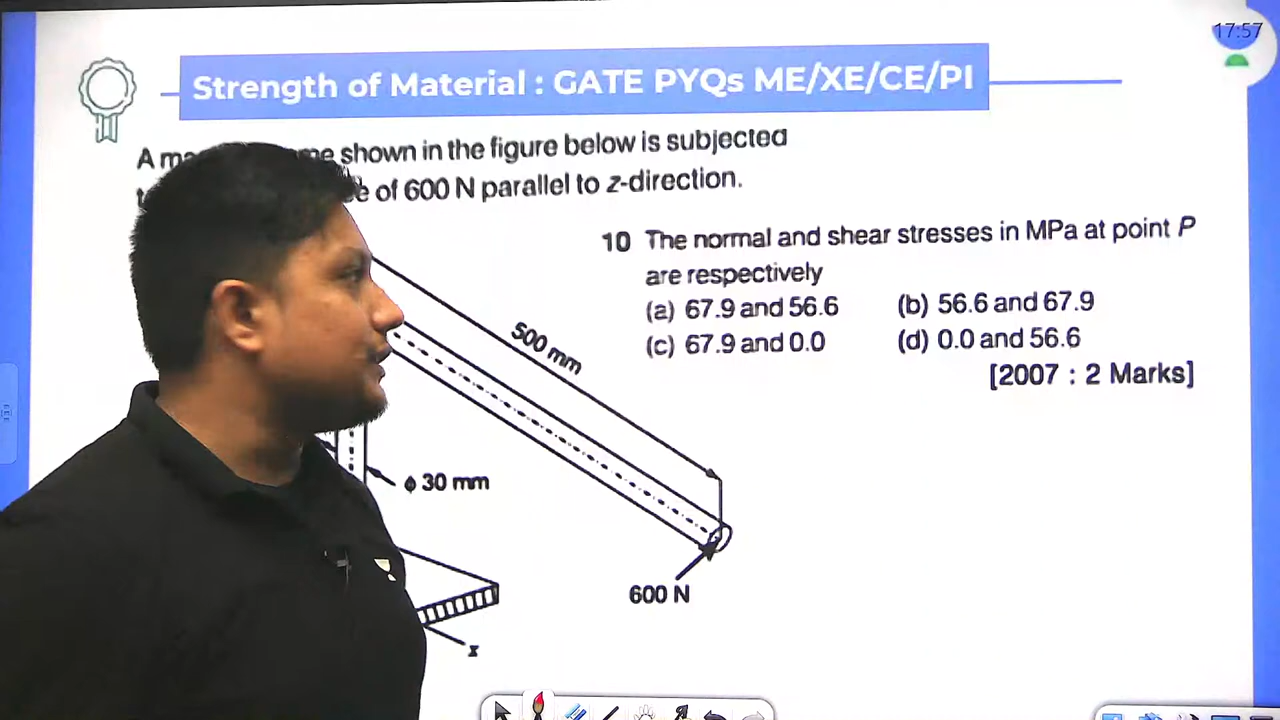 17:57
Strength of Material : GATE PYQs ME/XE/CE/PI
A shown in the figure below is subjected
of 600 N parallel to z-direction.
10 The normal and shear stresses in MPa at point P
are respectively
(a) 67.9 and 56.6 (b) 56.6 and 67.9
(c) 67.9 and 0.0 (d) 0.0 and 56.6
[2007 : 2 Marks]
500 mm
ϕ 30 mm
600 N